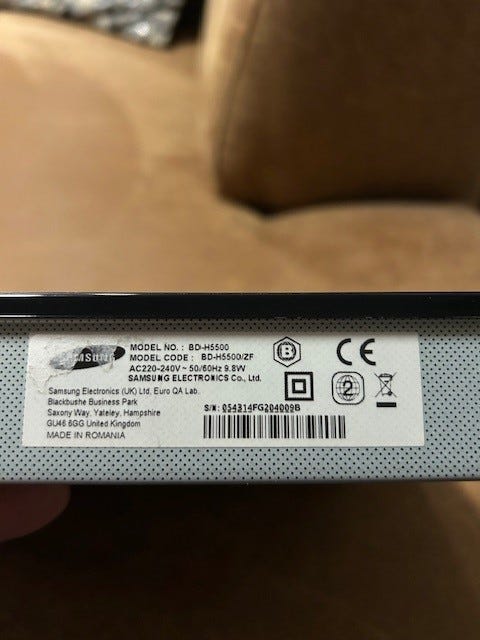 SAMSUNG
MODEL NO. : BD-H5500
MODEL CODE : BD-H5500/ZF
AC220-240V ~ 50/60Hz 9.8W
SAMSUNG ELECTRONICS Co., Ltd.
Samsung Electronics (UK) Ltd, Euro QA Lab.
Blackbushe Business Park
Saxony Way, Yateley, Hampshire
GU46 6GG United Kingdom
MADE IN ROMANIA
B
CE
2
S/N: 054314FG204009B